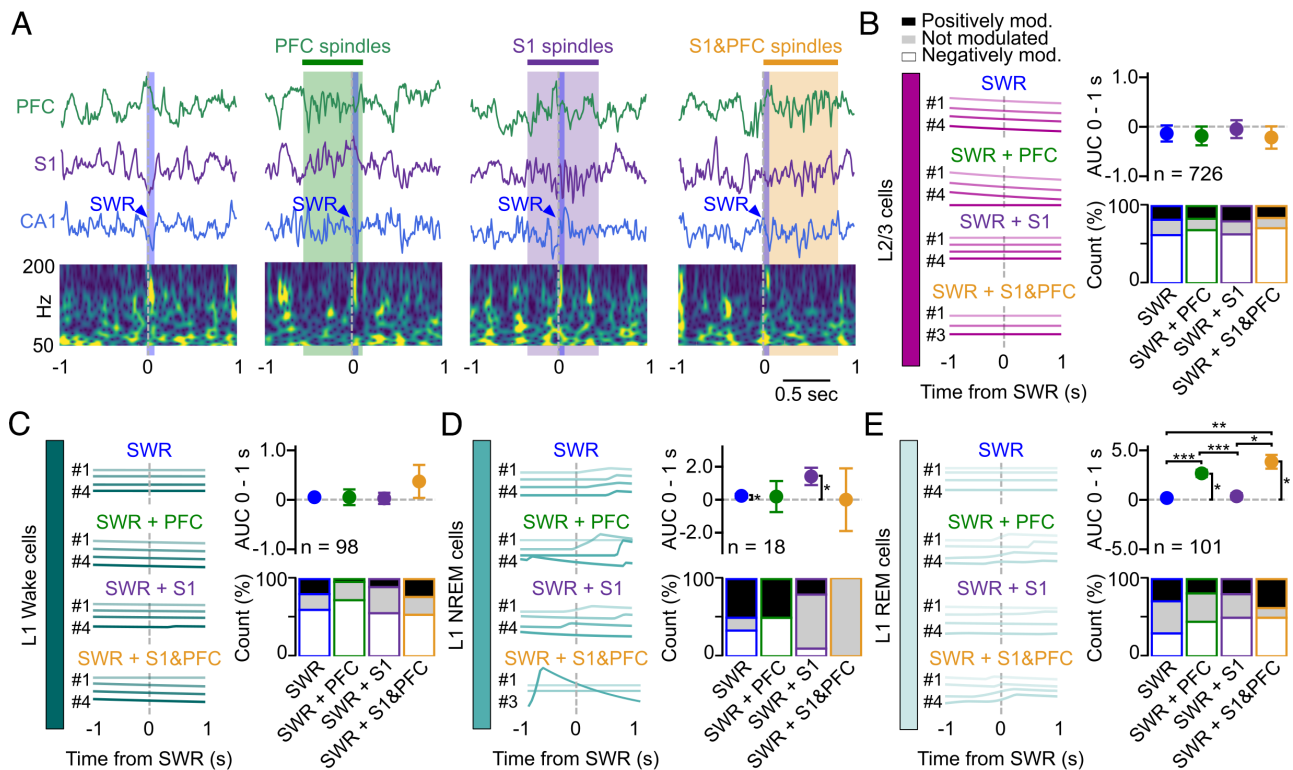 A
PFC spindles
S1 spindles
S1&PFC spindles
PFC
S1
CA1
SWR
SWR
SWR
SWR
200
Hz
50
-1 0 1
-1 0 1
-1 0 1
-1 0 1
0.5 sec
B
Positively mod.
Not modulated
Negatively mod.
L2/3 cells
SWR
#1
#4
SWR + PFC
#1
#4
SWR + S1
#1
#4
SWR + S1&PFC
#1
#3
-1 0 1
Time from SWR (s)
AUC 0 - 1 s
1.0
0
-1.0
n = 726
Count (%)
100
0
SWR
SWR + PFC
SWR + S1
SWR + S1&PFC
C
L1 Wake cells
SWR
#1
#4
SWR + PFC
#1
#4
SWR + S1
#1
#4
SWR + S1&PFC
#1
#4
-1 0 1
Time from SWR (s)
AUC 0 - 1 s
1.0
0
-1.0
n = 98
Count (%)
100
0
SWR
SWR + PFC
SWR + S1
SWR + S1&PFC
D
L1 NREM cells
SWR
#1
#4
SWR + PFC
#1
#4
SWR + S1
#1
#4
SWR + S1&PFC
#1
#3
-1 0 1
Time from SWR (s)
AUC 0 - 1 s
2.0
0
-2.0
*
*
n = 18
Count (%)
100
0
SWR
SWR + PFC
SWR + S1
SWR + S1&PFC
E
L1 REM cells
SWR
#1
#4
SWR + PFC
#1
#4
SWR + S1
#1
#4
SWR + S1&PFC
#1
#4
-1 0 1
Time from SWR (s)
AUC 0 - 1 s
5.0
0
-5.0
**
*** *** *
* *
n = 101
Count (%)
100
0
SWR
SWR + PFC
SWR + S1
SWR + S1&PFC